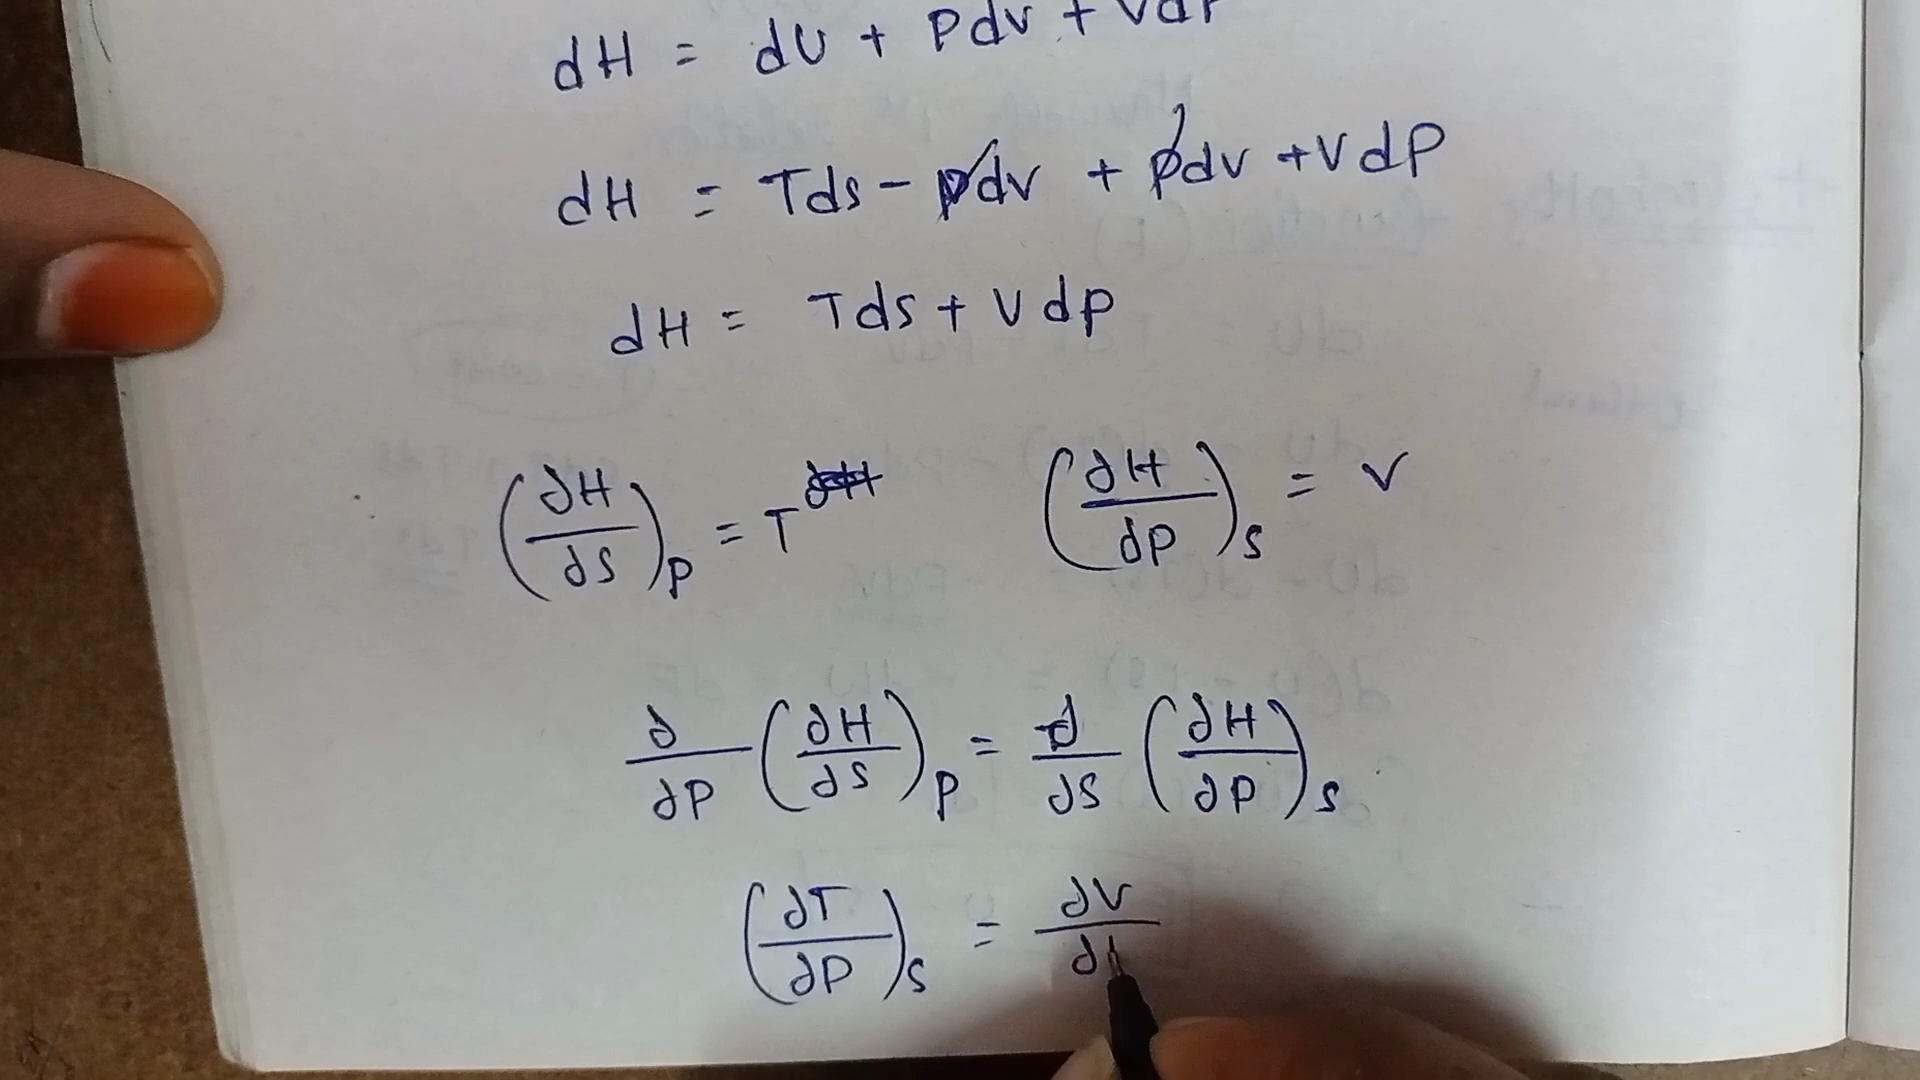 dH = dU + Pdv + Vdp
dH = Tds - pdv + pdv + VdP
dH = Tds + Vdp
(∂H/∂S)p = T (∂H/∂P)s = V
∂/∂P (∂H/∂S)p = ∂/∂S (∂H/∂P)s
(∂T/∂P)s = ∂V/∂